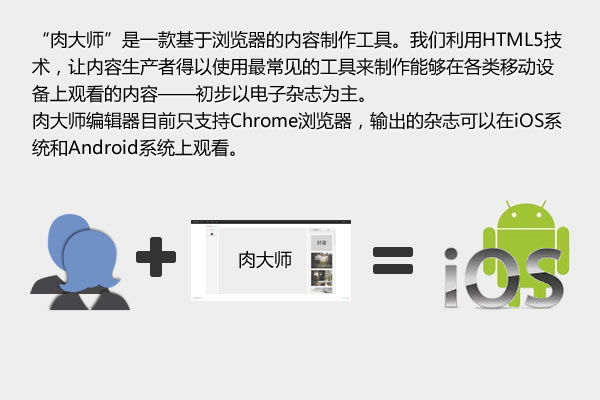 “肉大师”是一款基于浏览器的内容制作工具。我们利用HTML5技
术，让内容生产者得以使用最常见的工具来制作能够在各类移动设
备上观看的内容——初步以电子杂志为主。
肉大师编辑器目前只支持Chrome浏览器，输出的杂志可以在iOS系
统和Android系统上观看。
肉大师
封面
iOS